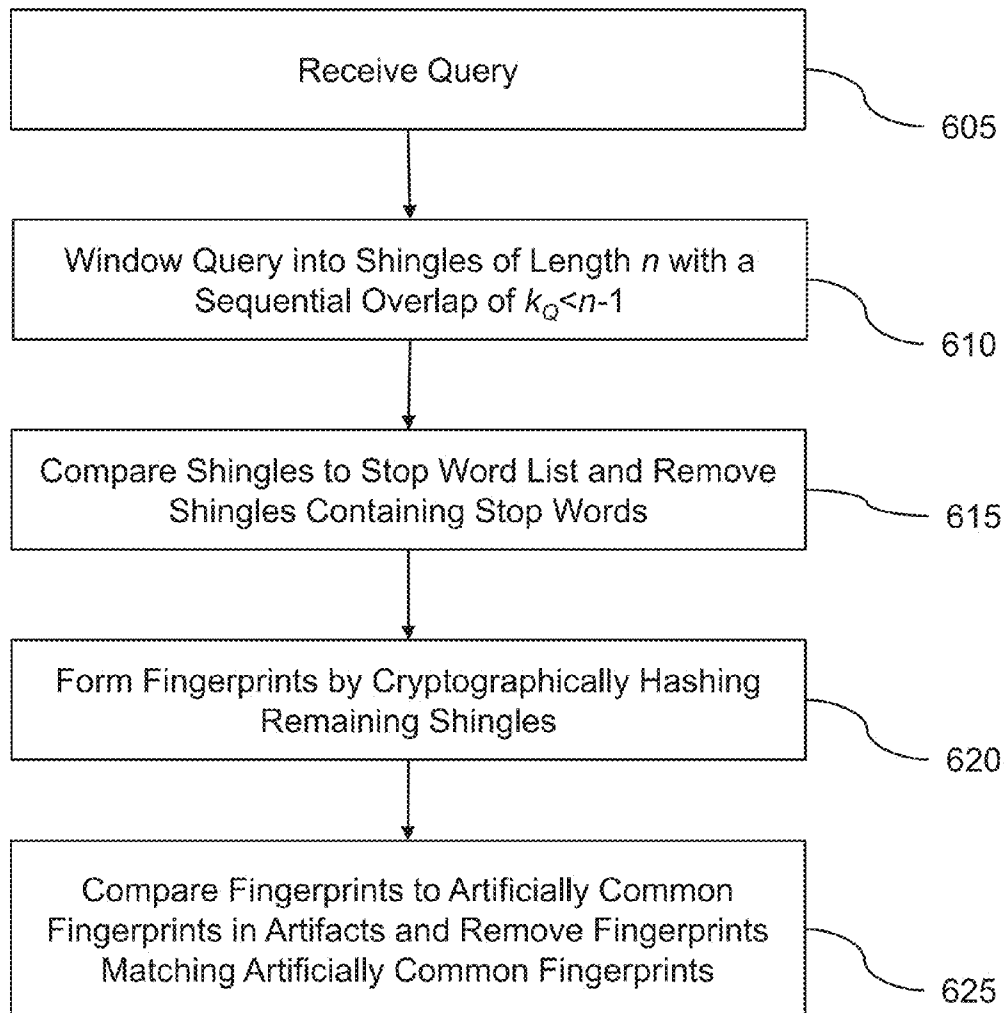 Receive Query
605
Window Query into Shingles of Length n with a
Sequential Overlap of kQ<n-1
610
Compare Shingles to Stop Word List and Remove
Shingles Containing Stop Words
615
Form Fingerprints by Cryptographically Hashing
Remaining Shingles
620
Compare Fingerprints to Artificially Common
Fingerprints in Artifacts and Remove Fingerprints
Matching Artificially Common Fingerprints
625